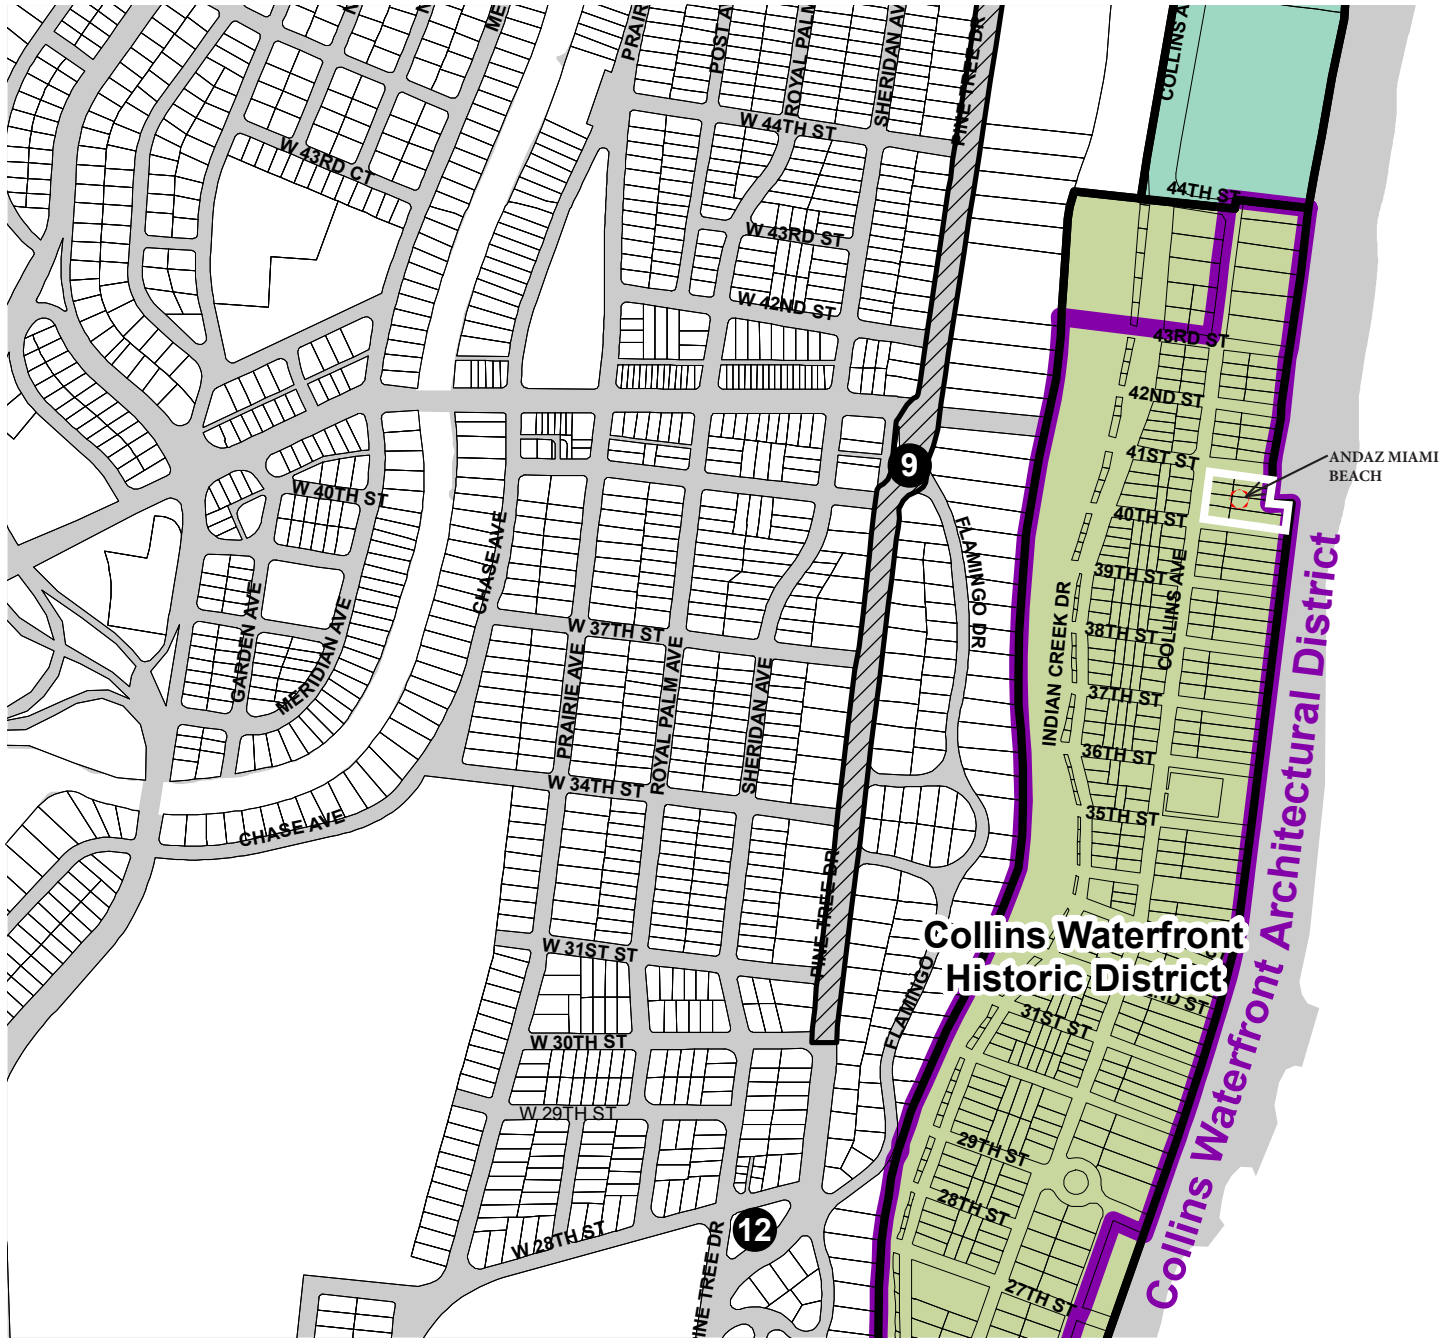 PRAIR
POST AV
ROYAL PALM
SHERIDAN AV
PINE TREE DR
COLLINS A
W 44TH ST
W 43RD CT
44TH ST
W 43RD ST
W 42ND ST
43RD ST
42ND ST
41ST ST
ANDAZ MIAMI
BEACH
9
W 40TH ST
40TH ST
CHASE AVE
FLAMINGO DR
39TH ST
COLLINS AVE
GARDEN AVE
MERIDIAN AVE
W 37TH ST
38TH ST
INDIAN CREEK DR
PRAIRIE AVE
ROYAL PALM AVE
SHERIDAN AVE
37TH ST
36TH ST
W 34TH ST
35TH ST
CHASE AVE
PINE TREE DR
Collins Waterfront
Historic District
Collins Waterfront Architectural District
W 31ST ST
FLAMINGO
ND ST
31ST ST
W 30TH ST
W 29TH ST
29TH ST
28TH ST
12
W 28TH ST
INE TREE DR
27TH ST